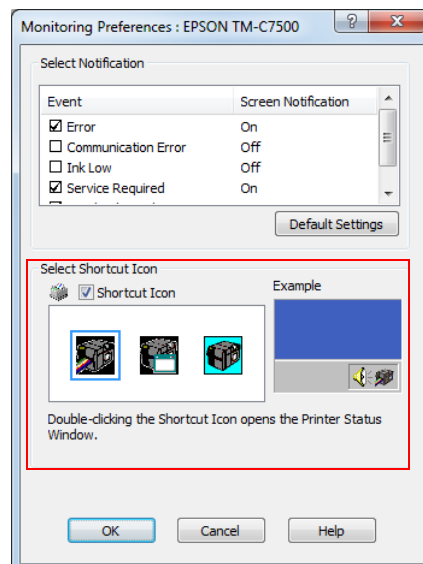 Monitoring Preferences : EPSON TM-C7500
Select Notification
Event Screen Notification
Error On
Communication Error Off
Ink Low Off
Service Required On
Default Settings
Select Shortcut Icon
Shortcut Icon
Example
Double-clicking the Shortcut Icon opens the Printer Status
Window.
OK Cancel Help